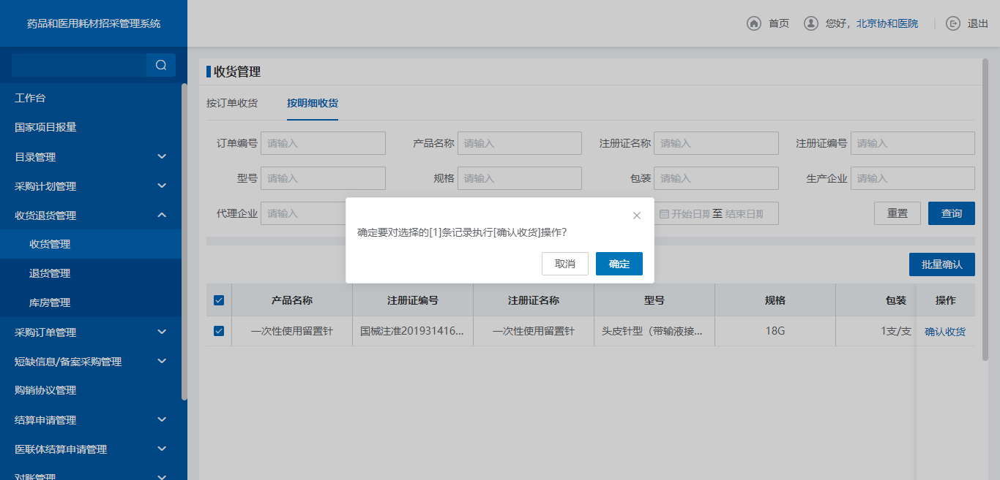 药品和医用耗材招采管理系统
首页
您好，北京协和医院
退出
工作台
国家项目报量
目录管理
采购计划管理
收货退货管理
收货管理
退货管理
库房管理
采购订单管理
短缺信息/备案采购管理
购销协议管理
结算申请管理
医联体结算申请管理
对账管理
收货管理
按订单收货 按明细收货
订单编号 请输入 产品名称 请输入 注册证名称 请输入 注册证编号 请输入
型号 请输入 规格 请输入 包装 请输入 生产企业 请输入
代理企业 请输入 开始日期 至 结束日期 重置 查询
确定要对选择的[1]条记录执行[确认收货]操作?
取消 确定
批量确认
产品名称 注册证编号 注册证名称 型号 规格 包装 操作
一次性使用留置针 国械注准201931416... 一次性使用留置针 头皮针型（带输液接... 18G 1支/支 确认收货